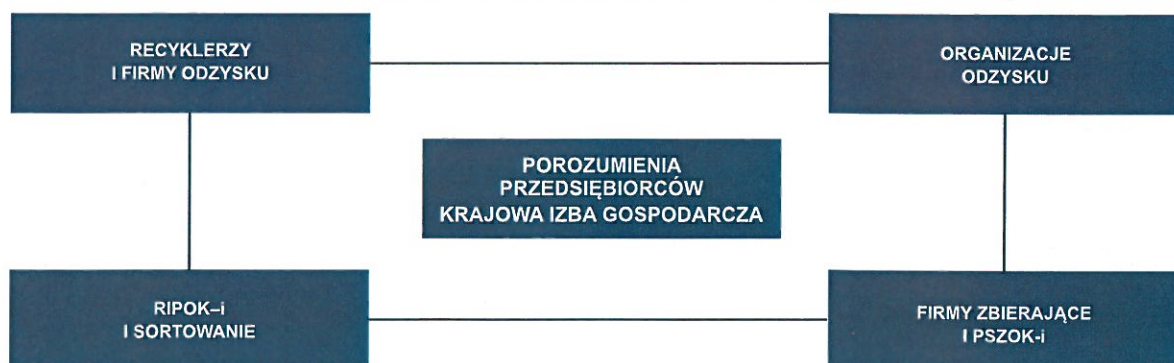 RECYKLERZY
I FIRMY ODZYSKU
ORGANIZACJE
ODZYSKU
POROZUMIENIA
PRZEDSIĘBIORCÓW
KRAJOWA IZBA GOSPODARCZA
RIPOK–i
I SORTOWANIE
FIRMY ZBIERAJĄCE
I PSZOK-i